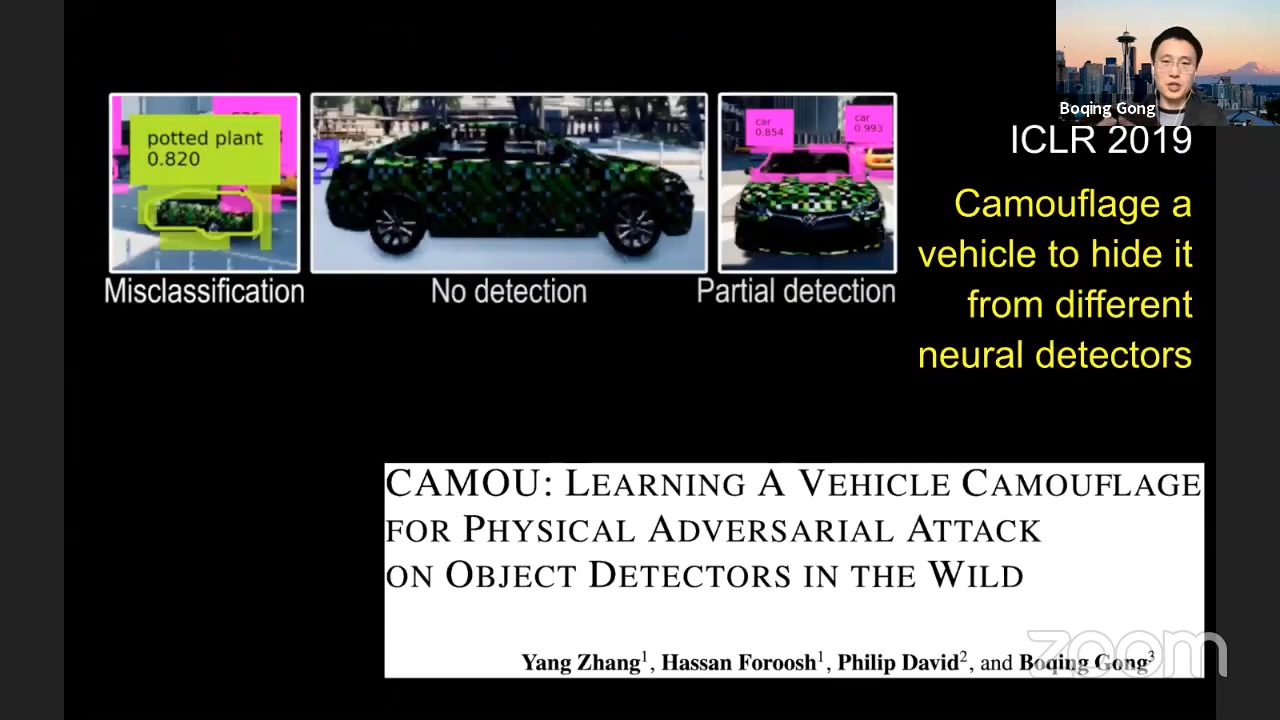 Boqing Gong
ICLR 2019
potted plant
0.820
car
0.854
car
0.993
Misclassification
No detection
Partial detection
Camouflage a
vehicle to hide it
from different
neural detectors
CAMOU: LEARNING A VEHICLE CAMOUFLAGE
FOR PHYSICAL ADVERSARIAL ATTACK
ON OBJECT DETECTORS IN THE WILD
Yang Zhang¹, Hassan Foroosh¹, Philip David², and Boqing Gong³
zoom